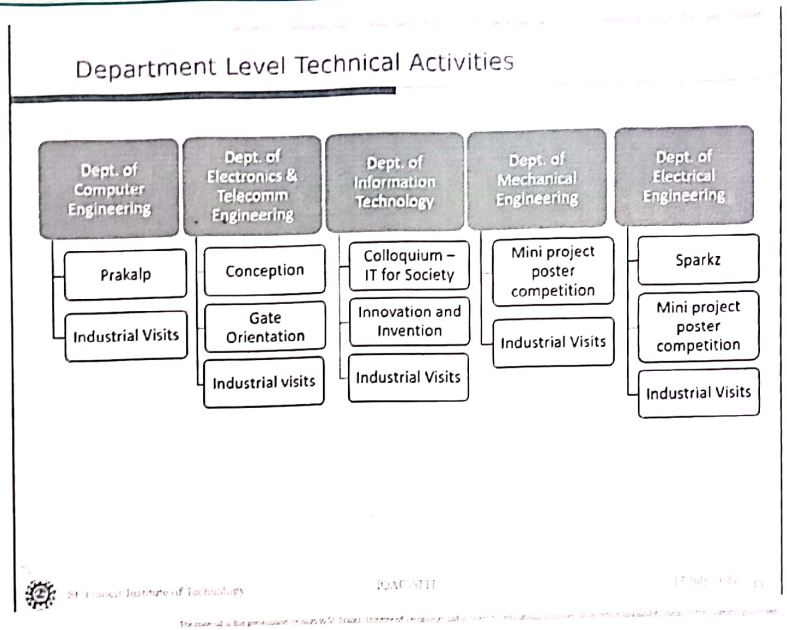 Department Level Technical Activities
Dept. of
Computer
Engineering
Prakalp
Industrial Visits
Dept. of
Electronics &
Telecomm
Engineering
Conception
Gate
Orientation
Industrial visits
Dept. of
Information
Technology
Colloquium –
IT for Society
Innovation and
Invention
Industrial Visits
Dept. of
Mechanical
Engineering
Mini project
poster
competition
Industrial Visits
Dept. of
Electrical
Engineering
Sparkz
Mini project
poster
competition
Industrial Visits
Institute of Technology